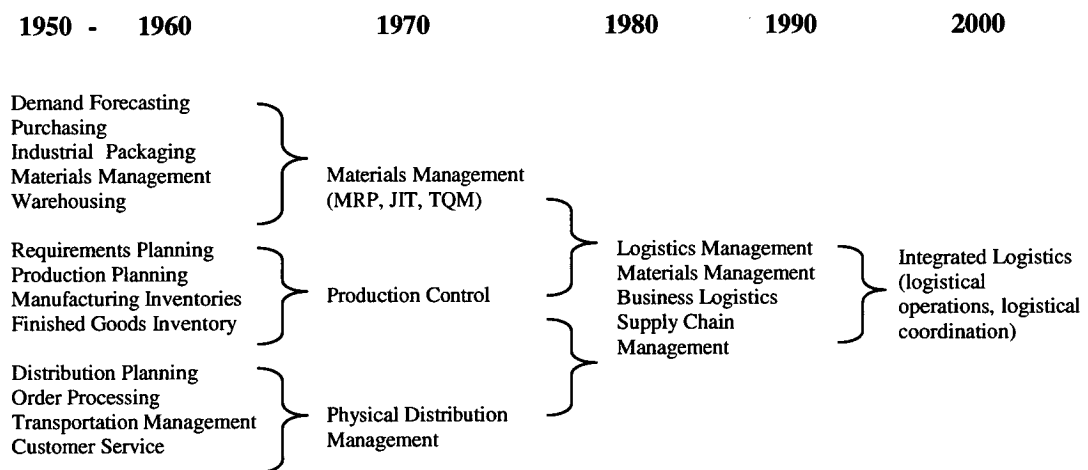 1950 - 1960 1970 1980 1990 2000
Demand Forecasting
Purchasing
Industrial Packaging
Materials Management
Warehousing
Requirements Planning
Production Planning
Manufacturing Inventories
Finished Goods Inventory
Distribution Planning
Order Processing
Transportation Management
Customer Service
Materials Management
(MRP, JIT, TQM)
Production Control
Physical Distribution
Management
Logistics Management
Materials Management
Business Logistics
Supply Chain
Management
Integrated Logistics
(logistical
operations, logistical
coordination)